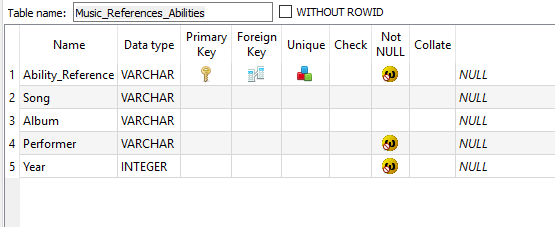 Table name: Music_References_Abilities WITHOUT ROWID
Name Data type Primary Key Foreign Key Unique Check Not NULL Collate
1 Ability_Reference VARCHAR NULL
2 Song VARCHAR NULL
3 Album VARCHAR NULL
4 Performer VARCHAR NULL
5 Year INTEGER NULL